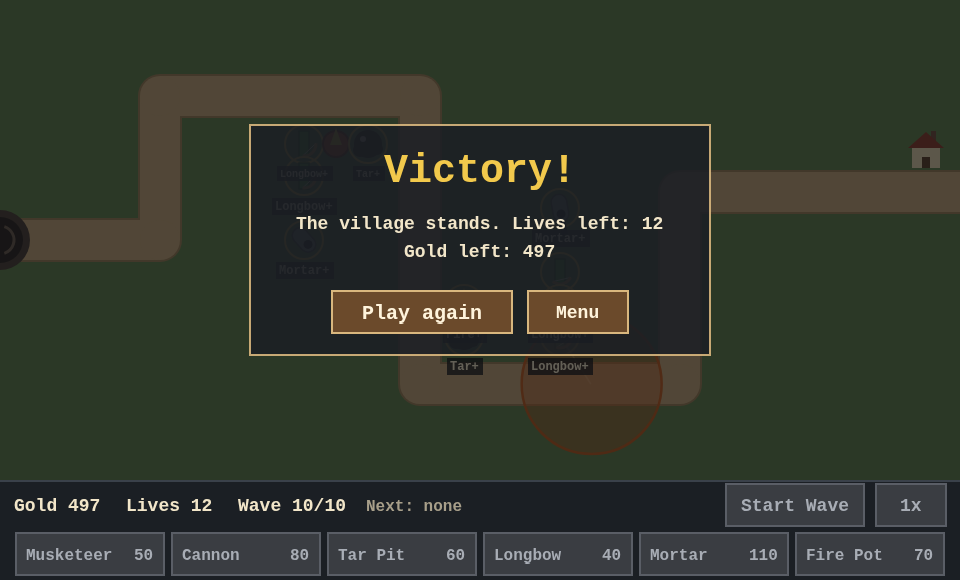 Longbow+ Tar+
Victory!
Longbow+
The village stands. Lives left: 12
Mortar+
Gold left: 497
Mortar+
Play again Menu
Longbow+
Tar+ Longbow+
Gold 497 Lives 12 Wave 10/10 Next: none Start Wave 1x
Musketeer 50 Cannon 80 Tar Pit 60 Longbow 40 Mortar 110 Fire Pot 70